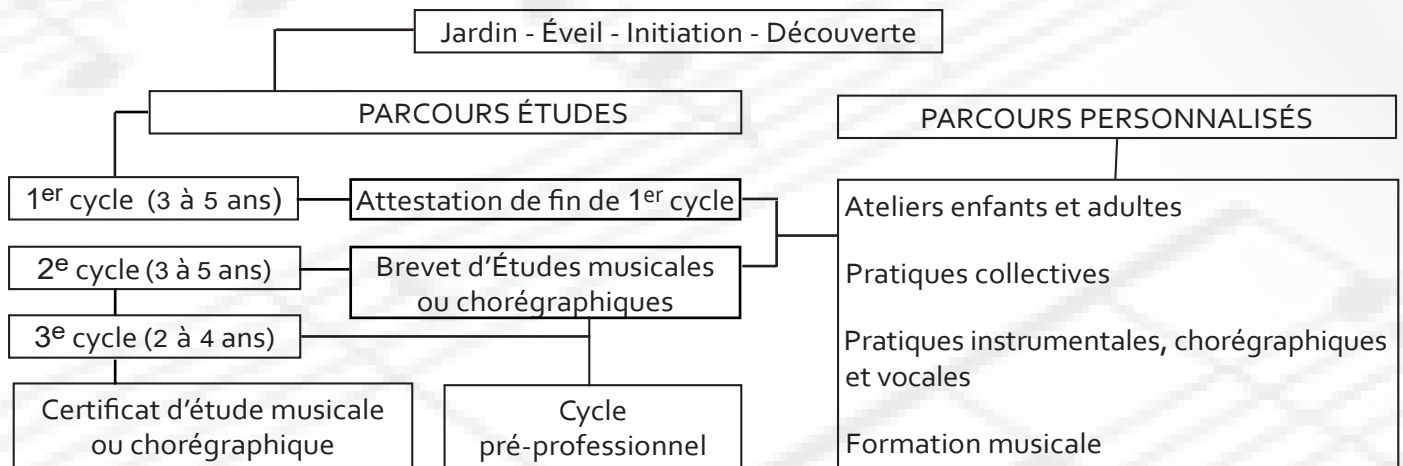 Jardin - Éveil - Initiation - Découverte
PARCOURS ÉTUDES
PARCOURS PERSONNALISÉS
1er cycle (3 à 5 ans)
Attestation de fin de 1er cycle
2e cycle (3 à 5 ans)
Brevet d'Études musicales
ou chorégraphiques
3e cycle (2 à 4 ans)
Certificat d'étude musicale
ou chorégraphique
Cycle
pré-professionnel
Ateliers enfants et adultes
Pratiques collectives
Pratiques instrumentales, chorégraphiques
et vocales
Formation musicale